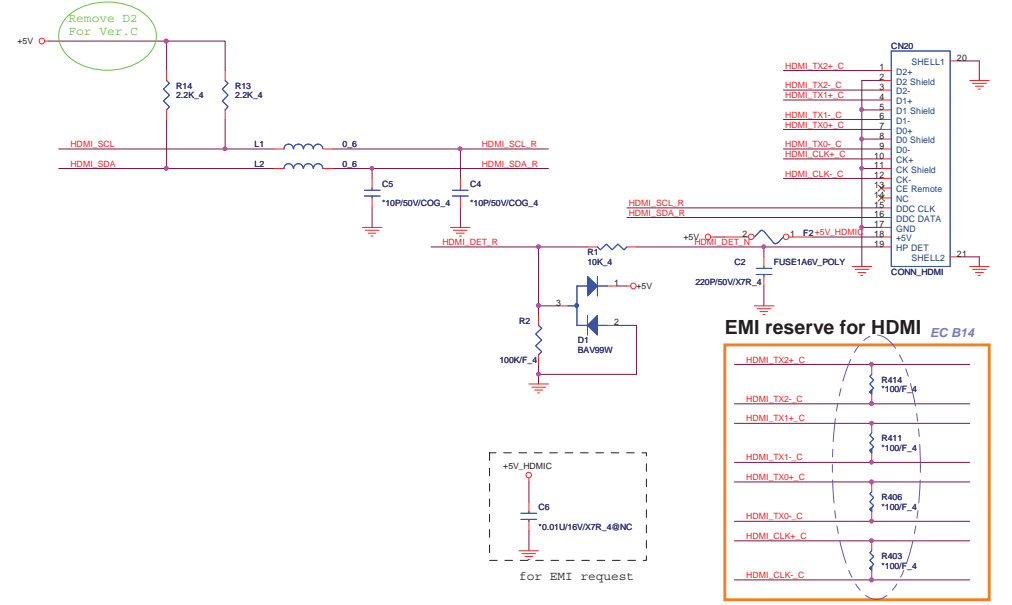 Remove D2
For Ver.C
+5V
R14
2.2K_4
R13
2.2K_4
HDMI_SCL
L1
0_6
HDMI_SCL_R
HDMI_SDA
L2
0_6
HDMI_SDA_R
C5
*10P/50V/COG_4
C4
*10P/50V/COG_4
CN20
SHELL1
20
HDMI_TX2+_C
1
D2+
2
D2 Shield
HDMI_TX2-_C
3
D2-
HDMI_TX1+_C
4
D1+
5
D1 Shield
HDMI_TX1-_C
6
D1-
HDMI_TX0+_C
7
D0+
8
D0 Shield
HDMI_TX0-_C
9
D0-
HDMI_CLK+_C
10
CK+
11
CK Shield
HDMI_CLK-_C
12
CK-
13
CE Remote
14
NC
HDMI_SCL_R
15
DDC CLK
HDMI_SDA_R
16
DDC DATA
17
GND
+5V
2
1
F2
+5V_HDMIC
18
+5V
HDMI_DET_R
HDMI_DET_N
19
HP DET
SHELL2
21
CONN_HDMI
R1
10K_4
C2
FUSE1A6V_POLY
220P/50V/X7R_4
1
+5V
3
2
R2
100K/F_4
D1
BAV99W
EMI reserve for HDMI
EC B14
HDMI_TX2+_C
R414
*100/F_4
HDMI_TX2-_C
HDMI_TX1+_C
R411
*100/F_4
HDMI_TX1-_C
HDMI_TX0+_C
R406
*100/F_4
HDMI_TX0-_C
HDMI_CLK+_C
R403
*100/F_4
HDMI_CLK-_C
+5V_HDMIC
C6
*0.01U/16V/X7R_4@NC
for EMI request